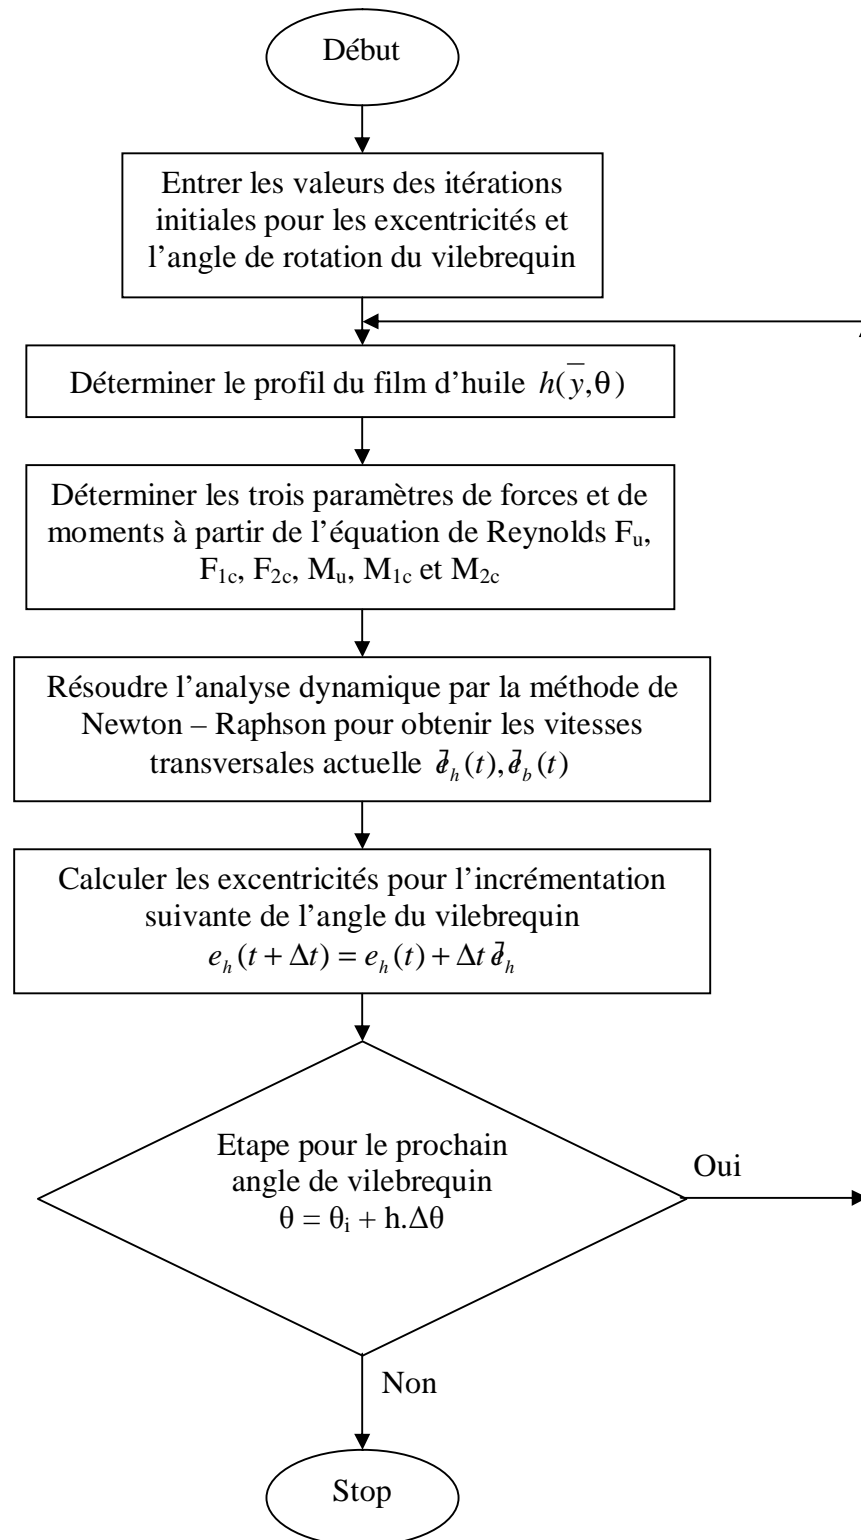 Début
Entrer les valeurs des itérations
initiales pour les excentricités et
l’angle de rotation du vilebrequin
Déterminer le profil du film d'huile h(y̅,θ)
Déterminer les trois paramètres de forces et de
moments à partir de l’équation de Reynolds Fᵤ,
F₁c, F₂c, Mᵤ, M₁c et M₂c
Résoudre l’analyse dynamique par la méthode de
Newton – Raphson pour obtenir les vitesses
transversales actuelle (t), (t)
Calculer les excentricités pour l’incrémentation
suivante de l’angle du vilebrequin
eₕ(t + Δt) = eₕ(t) + Δt
Etape pour le prochain
angle de vilebrequin
θ = θᵢ + h.Δθ
Oui
Non
Stop